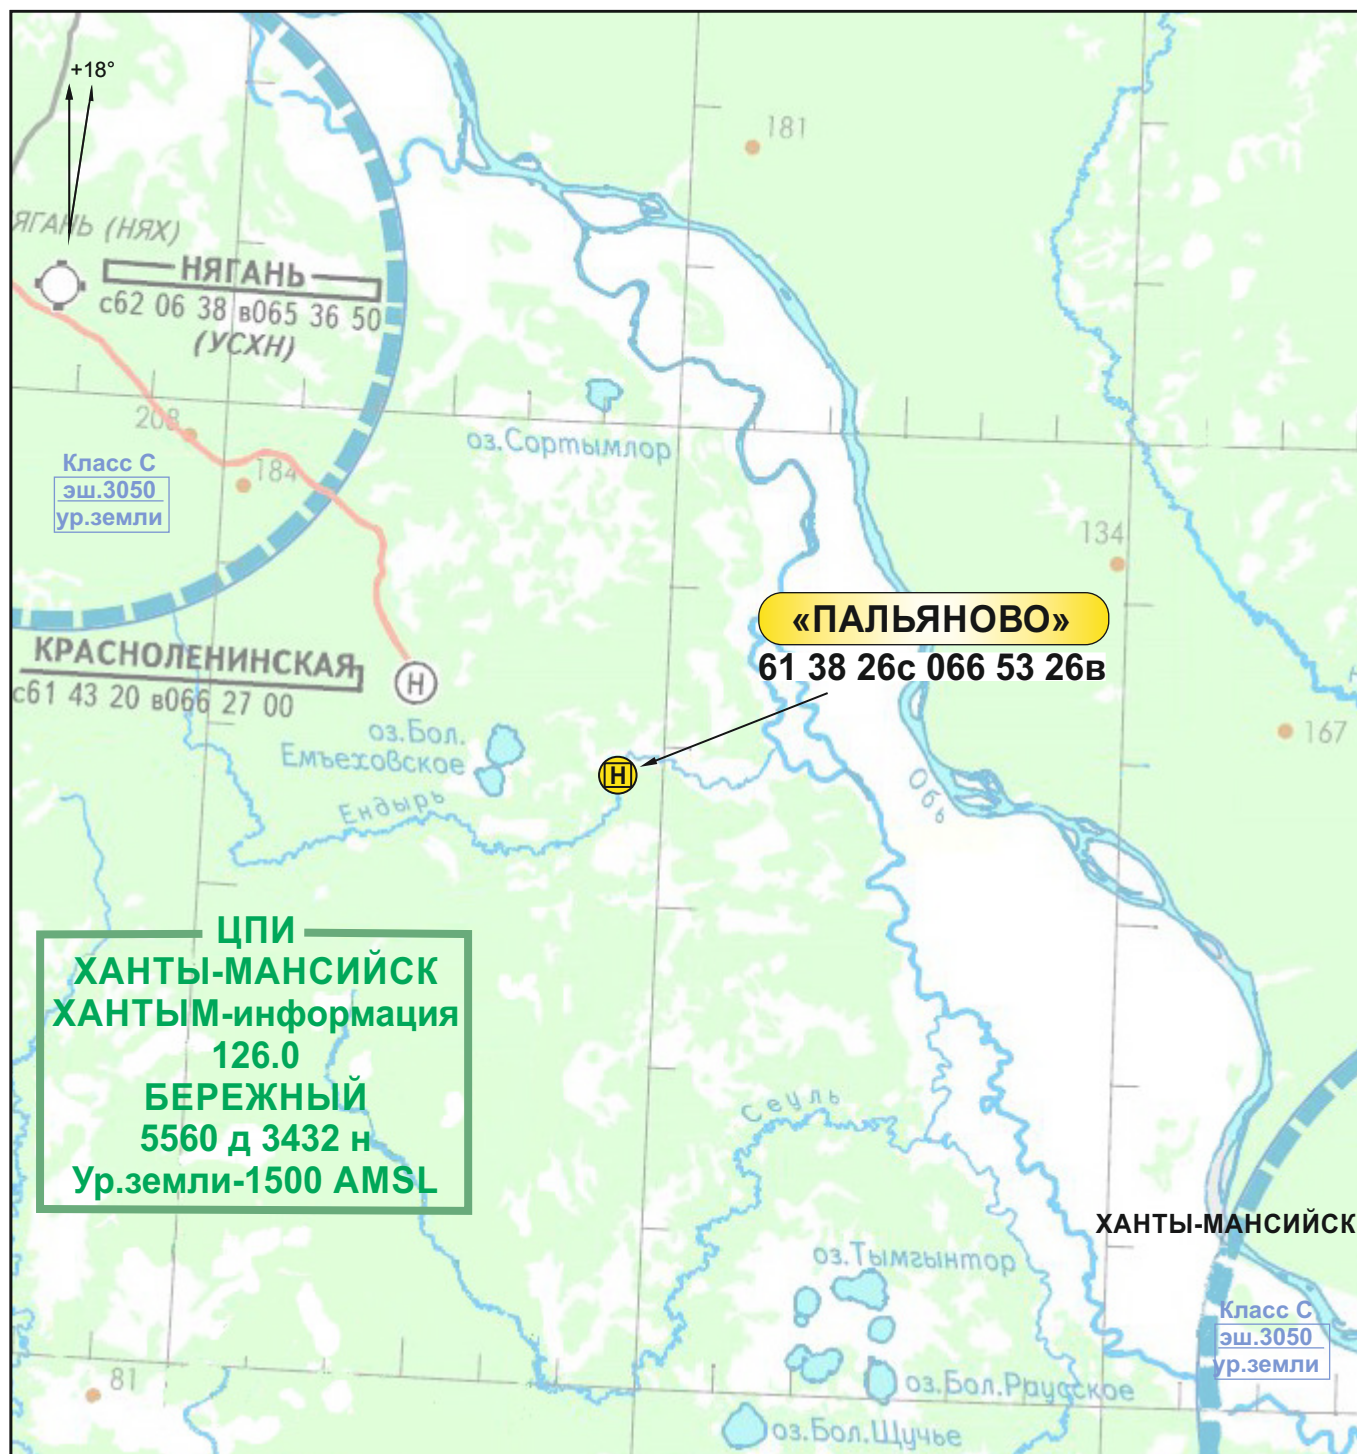 +18°
181
ЯГАНЬ (НЯХ)
НЯГАНЬ
с62 06 38 в065 36 50
(УСХН)
208
оз.Сортымлор
Класс С
эш.3050
ур.земли
184
134
«ПАЛЬЯНОВО»
61 38 26с 066 53 26в
КРАСНОЛЕНИНСКАЯ
Н
с61 43 20 в066 27 00
167
оз.Бол.
Емъеховское
Н
Обь
Ендырь
ЦПИ
ХАНТЫ-МАНСИЙСК
ХАНТЫМ-информация
126.0
БЕРЕЖНЫЙ
5560 д 3432 н
Ур.земли-1500 AMSL
Сеуль
ХАНТЫ-МАНСИЙСК
оз.Тымгынтор
Класс С
эш.3050
ур.земли
81
оз.Бол.Раусское
оз.Бол.Щучье